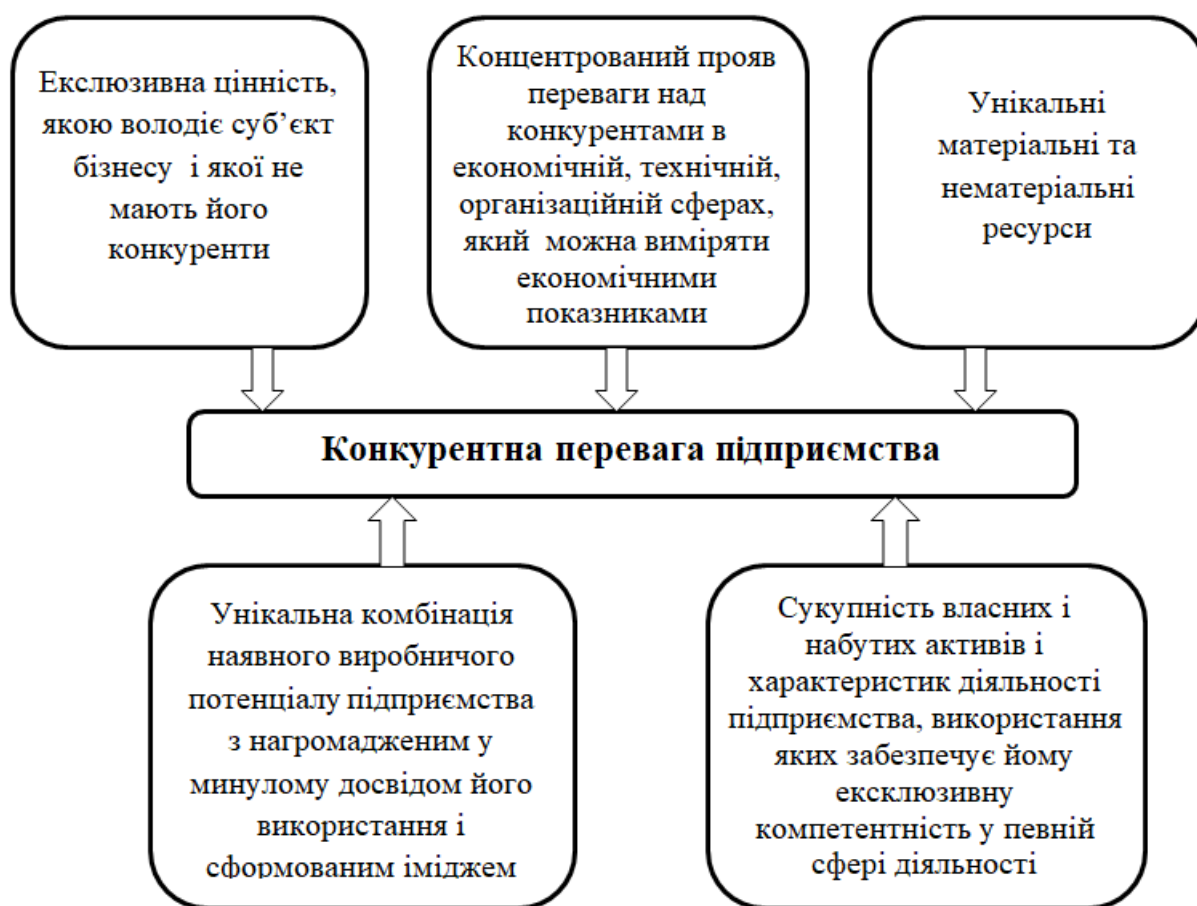 Екслюзивна цінність,
якою володіє суб’єкт
бізнесу і якої не
мають його
конкуренти
Концентрований прояв
переваги над
конкурентами в
економічній, технічній,
організаційній сферах,
який можна виміряти
економічними
показниками
Унікальні
матеріальні та
нематеріальні
ресурси
Конкурентна перевага підприємства
Унікальна комбінація
наявного виробничого
потенціалу підприємства
з нагромадженим у
минулому досвідом його
використання і
сформованим іміджем
Сукупність власних і
набутих активів і
характеристик діяльності
підприємства, використання
яких забезпечує йому
ексклюзивну
компетентність у певній
сфері діяльності